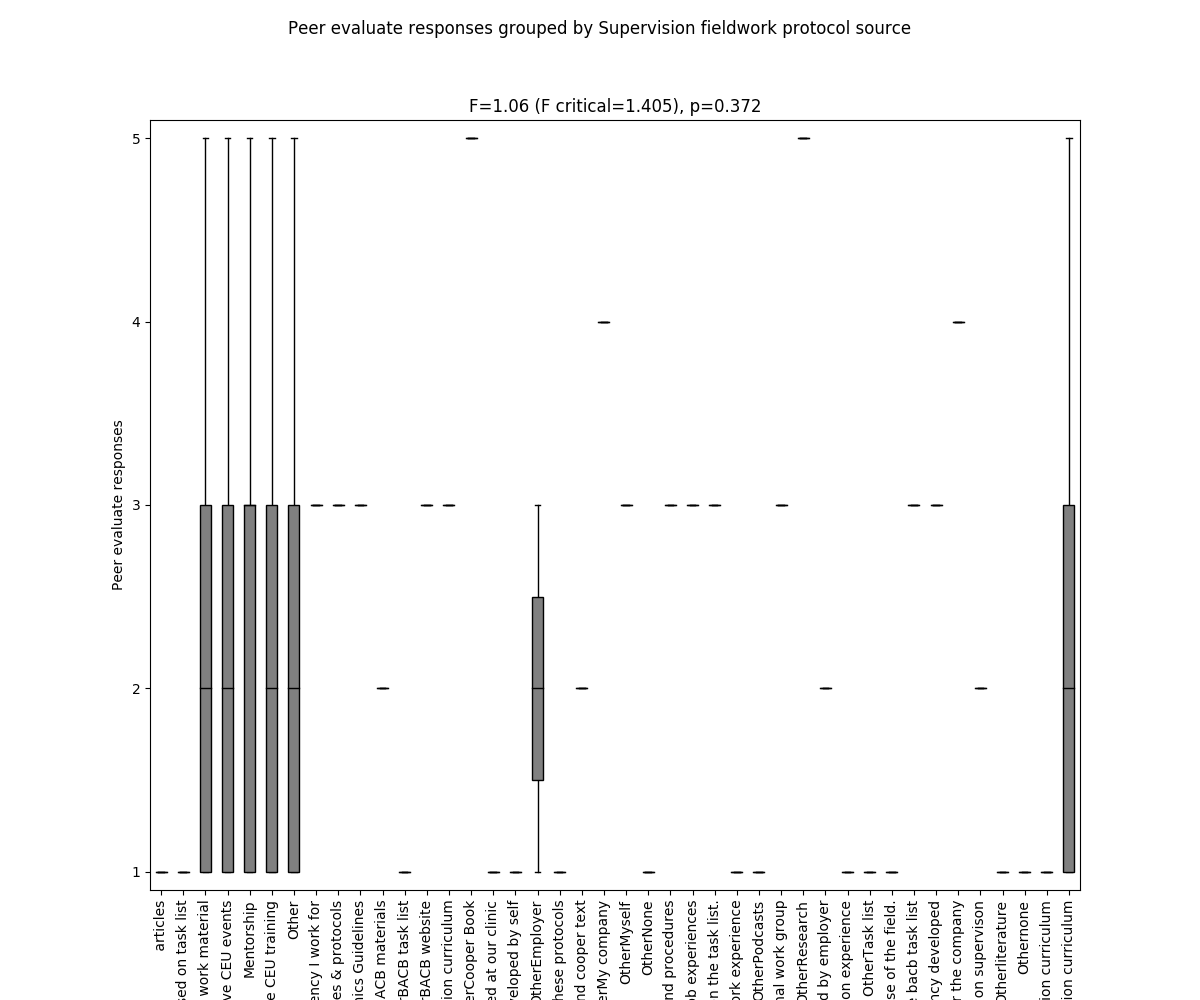 Peer evaluate responses grouped by Supervision fieldwork protocol source
F=1.06 (F critical=1.405), p=0.372
Peer evaluate responses
5
4
3
2
1
articles
sed on task list
work material
ve CEU events
Mentorship
e CEU training
Other
ency I work for
es & protocols
ics Guidelines
ACB materials
rBACB task list
rBACB website
ion curriculum
erCooper Book
ed at our clinic
veloped by self
OtherEmployer
hese protocols
nd cooper text
erMy company
OtherMyself
OtherNone
nd procedures
ob experiences
n the task list.
ork experience
OtherPodcasts
nal work group
OtherResearch
d by employer
on experience
OtherTask list
se of the field.
e bacb task list
ncy developed
r the company
on supervison
Otherliterature
Othernone
ion curriculum
ion curriculum